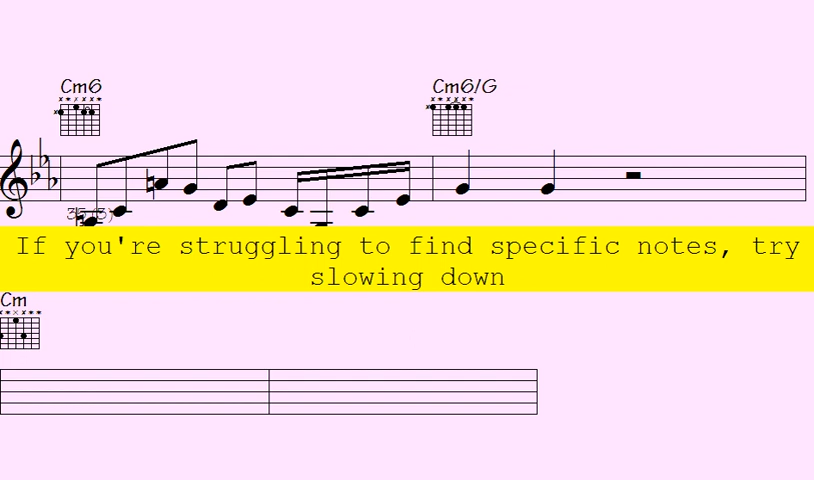 Cm6 Cm6/G
If you're struggling to find specific notes, try
slowing down
Cm